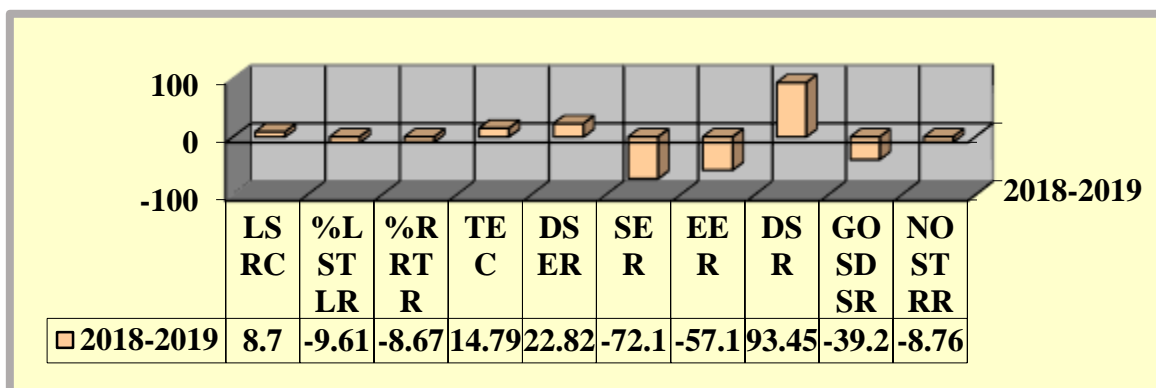 100
0
-100
2018-2019
LS %L %R TE DS SE EE DS GO NO
RC ST RT C ER R R R SD ST
LR R SR RR
2018-2019 8.7 -9.61 -8.67 14.79 22.82 -72.1 -57.1 93.45 -39.2 -8.76